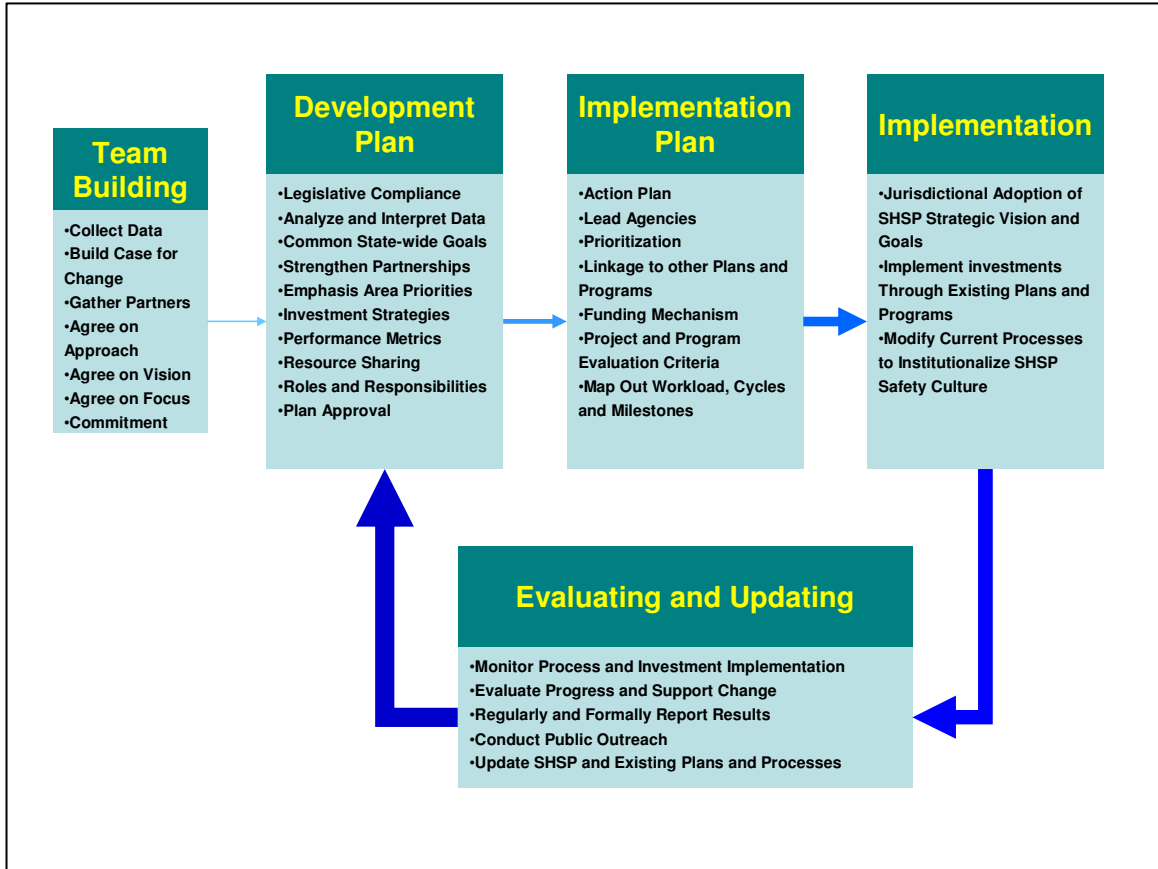 Team
Building
•Collect Data
•Build Case for
Change
•Gather Partners
•Agree on
Approach
•Agree on Vision
•Agree on Focus
•Commitment
Development
Plan
•Legislative Compliance
•Analyze and Interpret Data
•Common State-wide Goals
•Strengthen Partnerships
•Emphasis Area Priorities
•Investment Strategies
•Performance Metrics
•Resource Sharing
•Roles and Responsibilities
•Plan Approval
Implementation
Plan
•Action Plan
•Lead Agencies
•Prioritization
•Linkage to other Plans and
Programs
•Funding Mechanism
•Project and Program
Evaluation Criteria
•Map Out Workload, Cycles
and Milestones
Implementation
•Jurisdictional Adoption of
SHSP Strategic Vision and
Goals
•Implement investments
Through Existing Plans and
Programs
•Modify Current Processes
to Institutionalize SHSP
Safety Culture
Evaluating and Updating
•Monitor Process and Investment Implementation
•Evaluate Progress and Support Change
•Regularly and Formally Report Results
•Conduct Public Outreach
•Update SHSP and Existing Plans and Processes